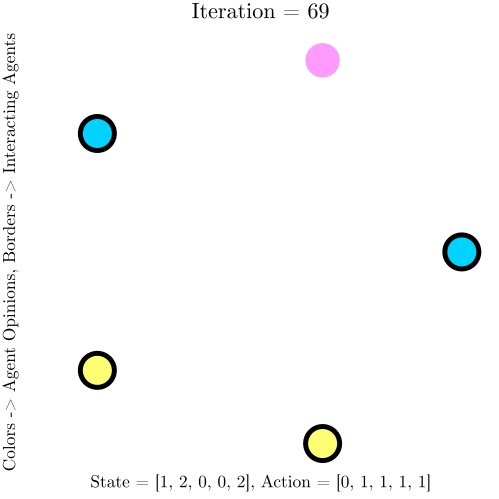 Iteration = 69
Colors -> Agent Opinions, Borders -> Interacting Agents
State = [1, 2, 0, 0, 2], Action = [0, 1, 1, 1, 1]